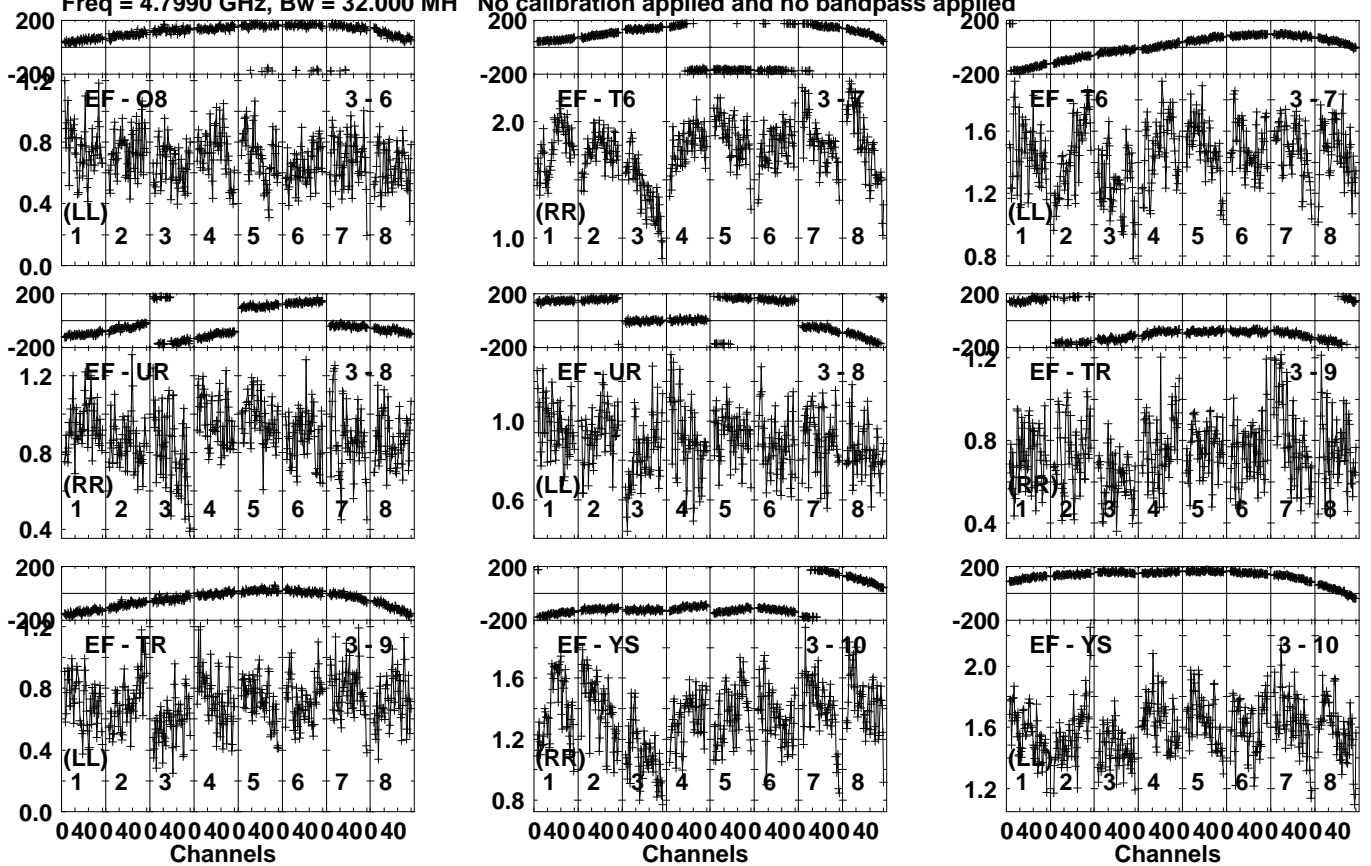 Freq = 4.7990 GHz, Bw = 32.000 MH No calibration applied and no bandpass applied
200 200 200
-200 -200
1.2 EF - O8 3 - 6 EF - T6 3 - 7 EF - T6 3 - 7
0.8 2.0 1.6
0.4 1.2
(LL) (RR) (LL)
1 2 3 4 5 6 7 8 1.0 1 2 3 4 5 6 7 8 1 2 3 4 5 6 7 8
0.0 0.8
200 200 200
-200 -200 -200
EF - UR 3 - 8 EF - UR 3 - 8 1.2 EF - TR 3 - 9
1.2 1.0 0.8
0.8 0.6 0.4
(RR) (LL) (RR)
1 2 3 4 5 6 7 8 1 2 3 4 5 6 7 8 1 2 3 4 5 6 7 8
0.4
200 200 200
-200 -200 -200
1.2 EF - TR 3 - 9 EF - YS 3 - 10 EF - YS 3 - 10
0.8 1.6 2.0
0.4 1.2 1.6
(LL) (RR) (LL)
1 2 3 4 5 6 7 8 1 2 3 4 5 6 7 8 1 2 3 4 5 6 7 8
0.0 0.8 1.2
0 40 0 40 0 40 0 40 0 40 0 40 0 40 0 40 0 40 0 40 0 40 0 40 0 40 0 40 0 40 0 40 0 40 0 40 0 40 0 40 0 40 0 40 0 40 0 40
Channels Channels Channels